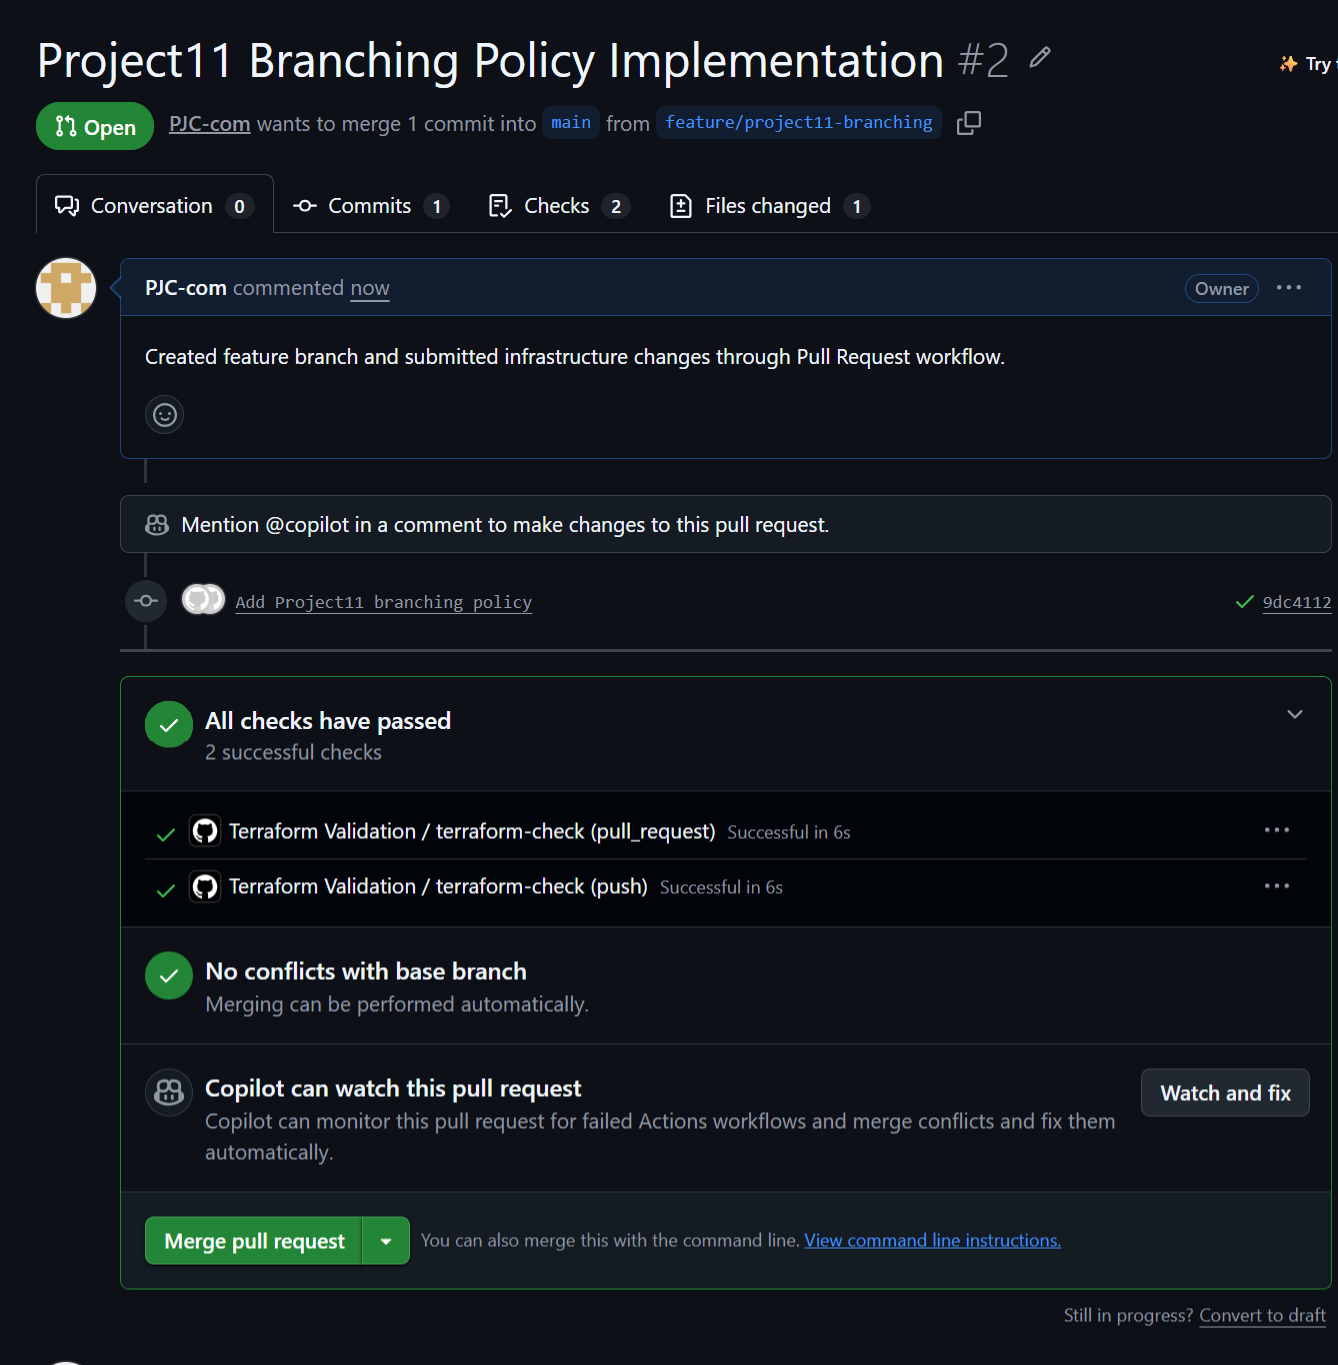 Project11 Branching Policy Implementation #2
Try
Open PJC-com wants to merge 1 commit into main from feature/project11-branching
Conversation 0 Commits 1 Checks 2 Files changed 1
PJC-com commented now Owner
Created feature branch and submitted infrastructure changes through Pull Request workflow.
Mention @copilot in a comment to make changes to this pull request.
Add Project11 branching policy 9dc4112
All checks have passed
2 successful checks
Terraform Validation / terraform-check (pull_request) Successful in 6s
Terraform Validation / terraform-check (push) Successful in 6s
No conflicts with base branch
Merging can be performed automatically.
Copilot can watch this pull request
Copilot can monitor this pull request for failed Actions workflows and merge conflicts and fix them
automatically.
Watch and fix
Merge pull request You can also merge this with the command line. View command line instructions.
Still in progress? Convert to draft